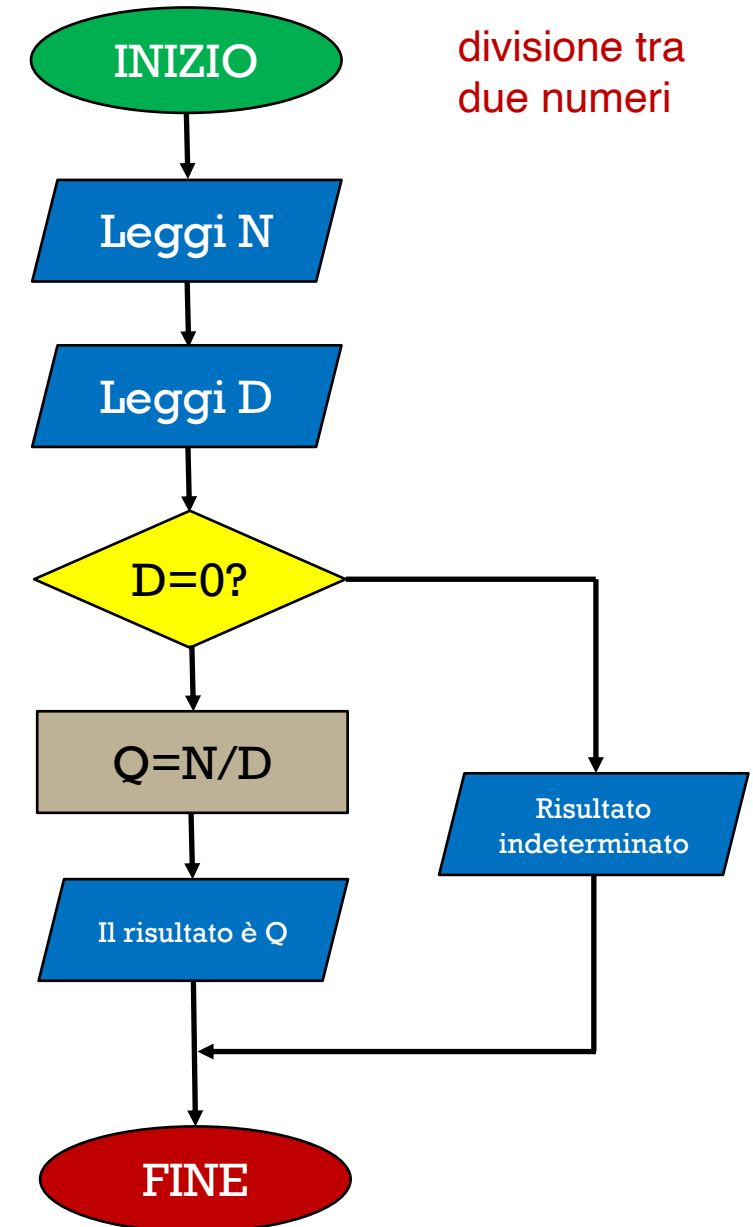 INIZIO
divisione tra
due numeri
Leggi N
Leggi D
D=0?
Q=N/D
Risultato
indeterminato
Il risultato è Q
FINE